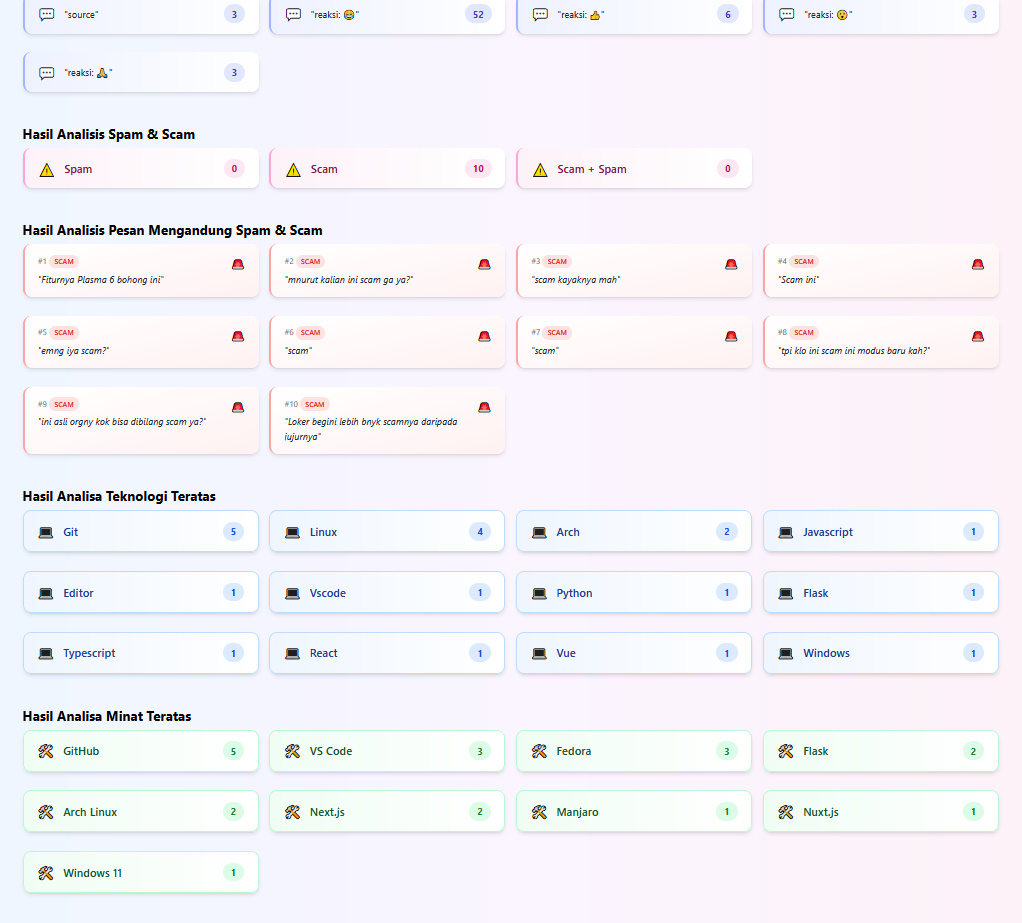 "source" 3
"reaksi: 😂" 52
"reaksi: 👍" 6
"reaksi: 😯" 3
"reaksi: 🙏" 3
Hasil Analisis Spam & Scam
Spam 0
Scam 10
Scam + Spam 0
Hasil Analisis Pesan Mengandung Spam & Scam
#1 SCAM
"Fiturnya Plasma 6 bohong ini"
#2 SCAM
"mnurut kalian ini scam ga ya?"
#3 SCAM
"scam kayaknya mah"
#4 SCAM
"Scam ini"
#5 SCAM
"emng iya scam?"
#6 SCAM
"scam"
#7 SCAM
"scam"
#8 SCAM
"tpi klo ini scam ini modus baru kah?"
#9 SCAM
"ini asli orgny kok bisa dibilang scam ya?"
#10 SCAM
"Loker begini lebih bnyk scamnya daripada
jujurnya"
Hasil Analisa Teknologi Teratas
Git 5
Linux 4
Arch 2
Javascript 1
Editor 1
Vscode 1
Python 1
Flask 1
Typescript 1
React 1
Vue 1
Windows 1
Hasil Analisa Minat Teratas
GitHub 5
VS Code 3
Fedora 3
Flask 2
Arch Linux 2
Next.js 2
Manjaro 1
Nuxt.js 1
Windows 11 1